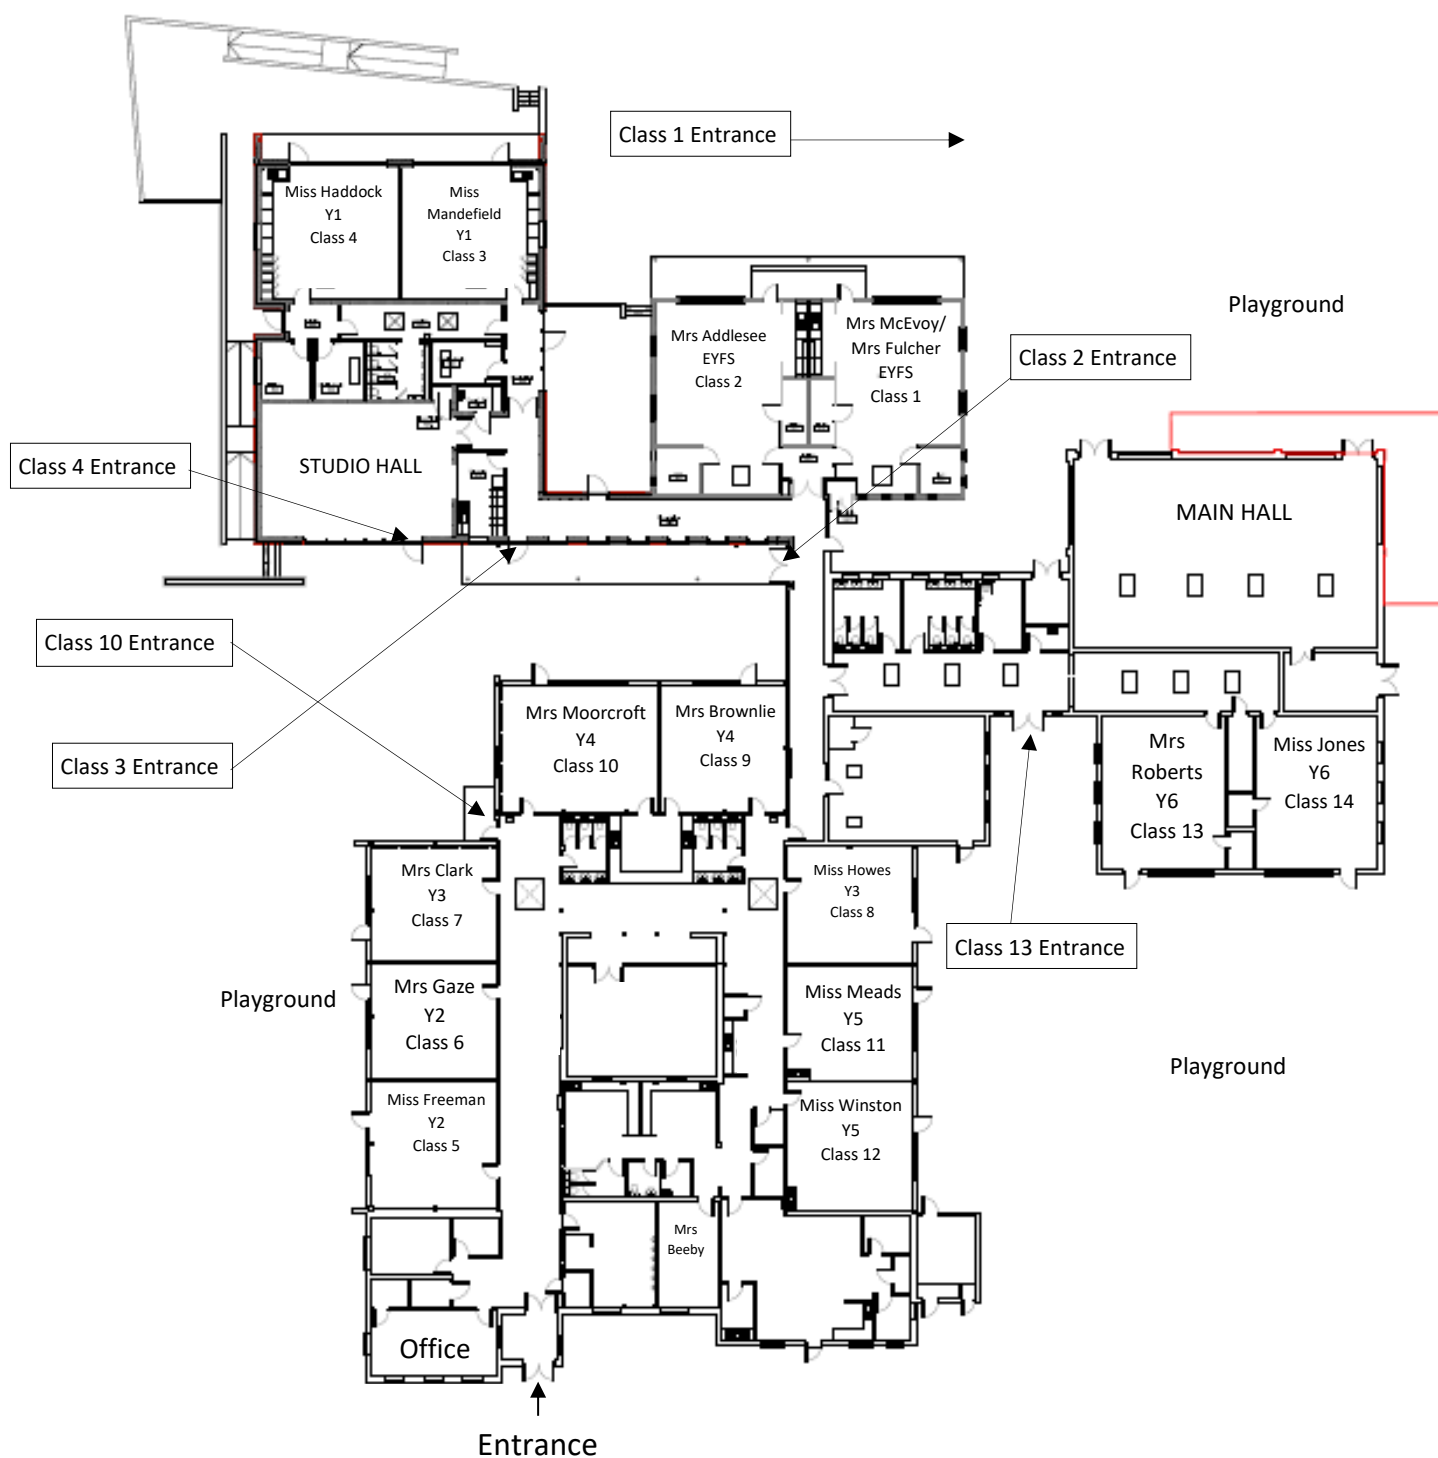 Class 1 Entrance
Miss Haddock
Y1
Class 4
Miss
Mandefield
Y1
Class 3
Playground
Mrs Addlesee
EYFS
Class 2
Mrs McEvoy/
Mrs Fulcher
EYFS
Class 1
Class 2 Entrance
Class 4 Entrance
STUDIO HALL
MAIN HALL
Class 10 Entrance
Class 3 Entrance
Mrs Moorcroft
Y4
Class 10
Mrs Brownlie
Y4
Class 9
Mrs
Roberts
Y6
Class 13
Miss Jones
Y6
Class 14
Mrs Clark
Y3
Class 7
Miss Howes
Y3
Class 8
Class 13 Entrance
Playground
Mrs Gaze
Y2
Class 6
Miss Meads
Y5
Class 11
Playground
Miss Freeman
Y2
Class 5
Miss Winston
Y5
Class 12
Mrs
Beeby
Office
Entrance